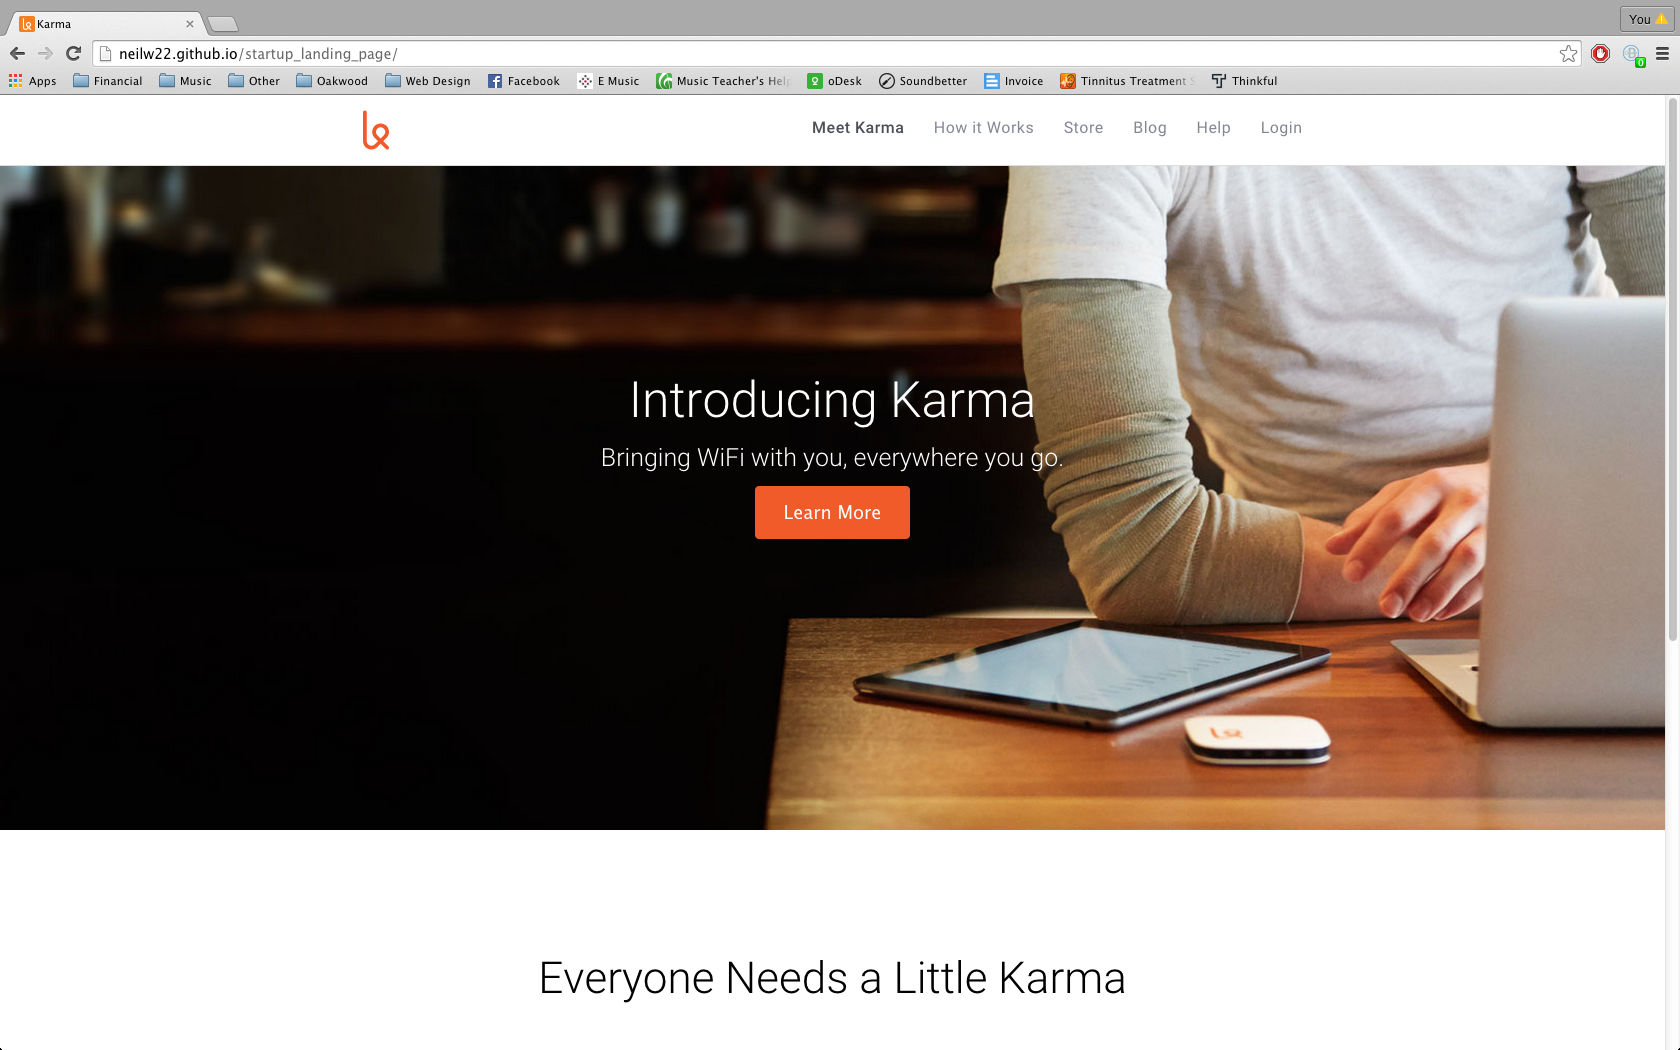 Karma
You
neilw22.github.io/startup_landing_page/
0
Apps Financial Music Other Oakwood Web Design Facebook E Music Music Teacher's Help oDesk Soundbetter Invoice Tinnitus Treatment S Thinkful
Meet Karma How it Works Store Blog Help Login
Introducing Karma
Bringing WiFi with you, everywhere you go.
Learn More
Everyone Needs a Little Karma